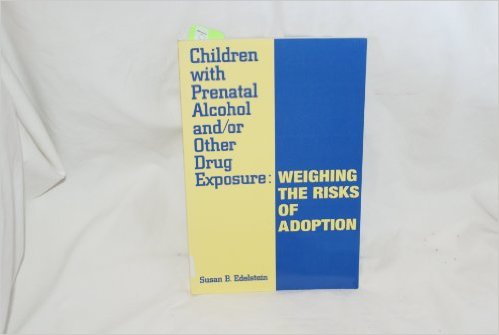 Children
with
Prenatal
Alcohol
and/or
Other
Drug
Exposure:
WEIGHING
THE RISKS
OF
ADOPTION
Susan B. Edelstein